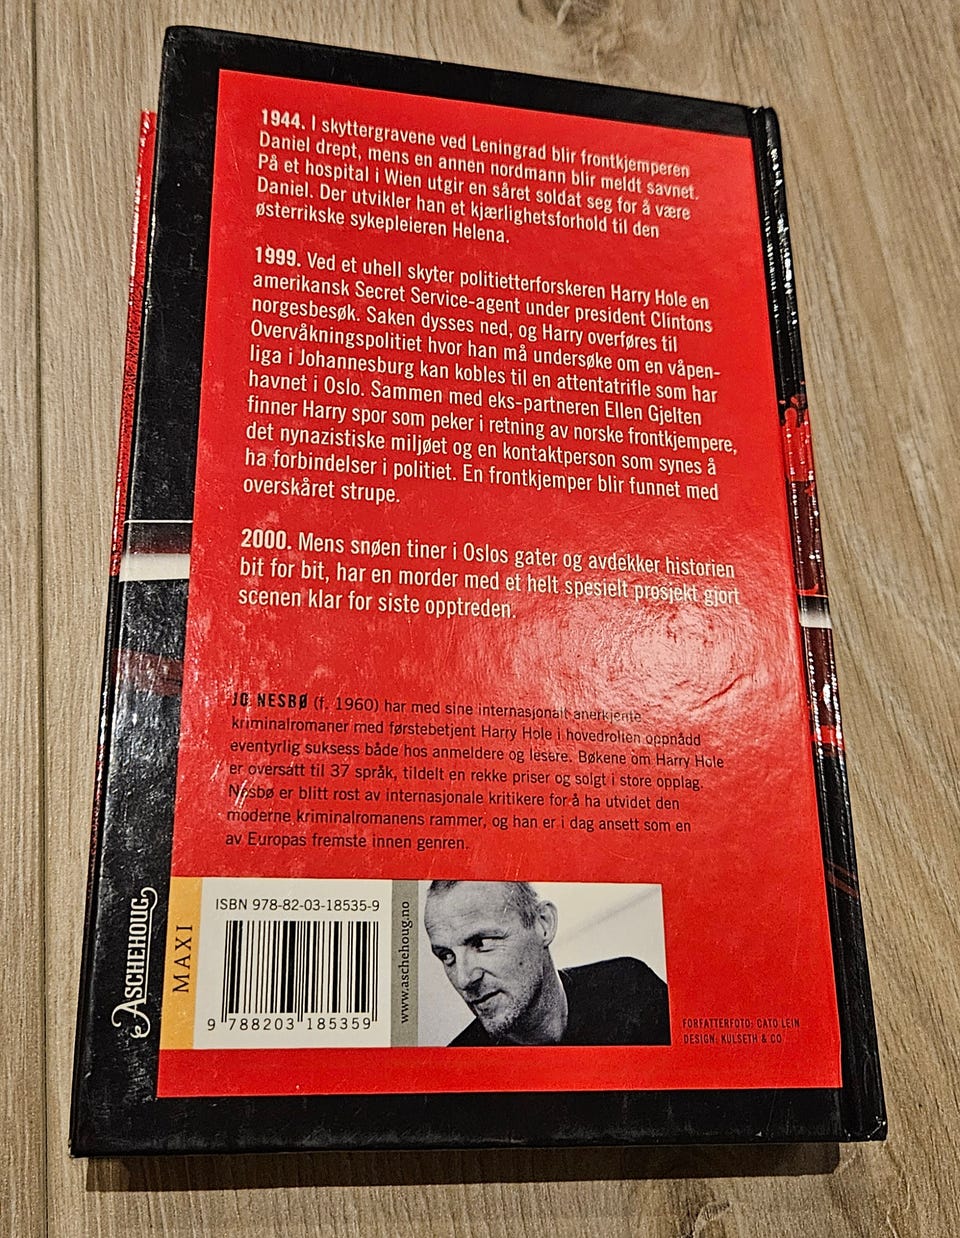 1944. I skyttergravene ved Leningrad blir frontkjemperen
Daniel drept, mens en annen nordmann blir meldt savnet.
På et hospital i Wien utgir en såret soldat seg for å være
Daniel. Der utvikler han et kjærlighetsforhold til den
østerrikske sykepleieren Helena.
1999. Ved et uhell skyter politietterforskeren Harry Hole en
amerikansk Secret Service-agent under president Clintons
norgesbesøk. Saken dysses ned, og Harry overføres til
Overvåkningspolitiet hvor han må undersøke om en våpen-
liga i Johannesburg kan kobles til en attentatrifle som har
havnet i Oslo. Sammen med eks-partneren Ellen Gjelten
finner Harry spor som peker i retning av norske frontkjempere,
det nynazistiske miljøet og en kontaktperson som synes å
ha forbindelser i politiet. En frontkjemper blir funnet med
overskåret strupe.
2000. Mens snøen tiner i Oslos gater og avdekker historien
bit for bit, har en morder med et helt spesielt prosjekt gjort
scenen klar for siste opptreden.
JO NESBØ (f. 1960) har med sine internasjonalt anerkjente
kriminalromaner med førstebetjent Harry Hole i hovedrollen oppnådd
eventyrlig suksess både hos anmeldere og lesere. Bøkene om Harry Hole
er oversatt til 37 språk, tildelt en rekke priser og solgt i store opplag.
Nesbø er blitt rost av internasjonale kritikere for å ha utvidet den
moderne kriminalromanens rammer, og han er i dag ansett som en
av Europas fremste innen genren.
ASCHEHOUG
MAXI
ISBN 978-82-03-18535-9
9 788203 185359
www.aschehoug.no
FORFATTERFOTO: CATO LEIN
DESIGN: KULSETH & CO